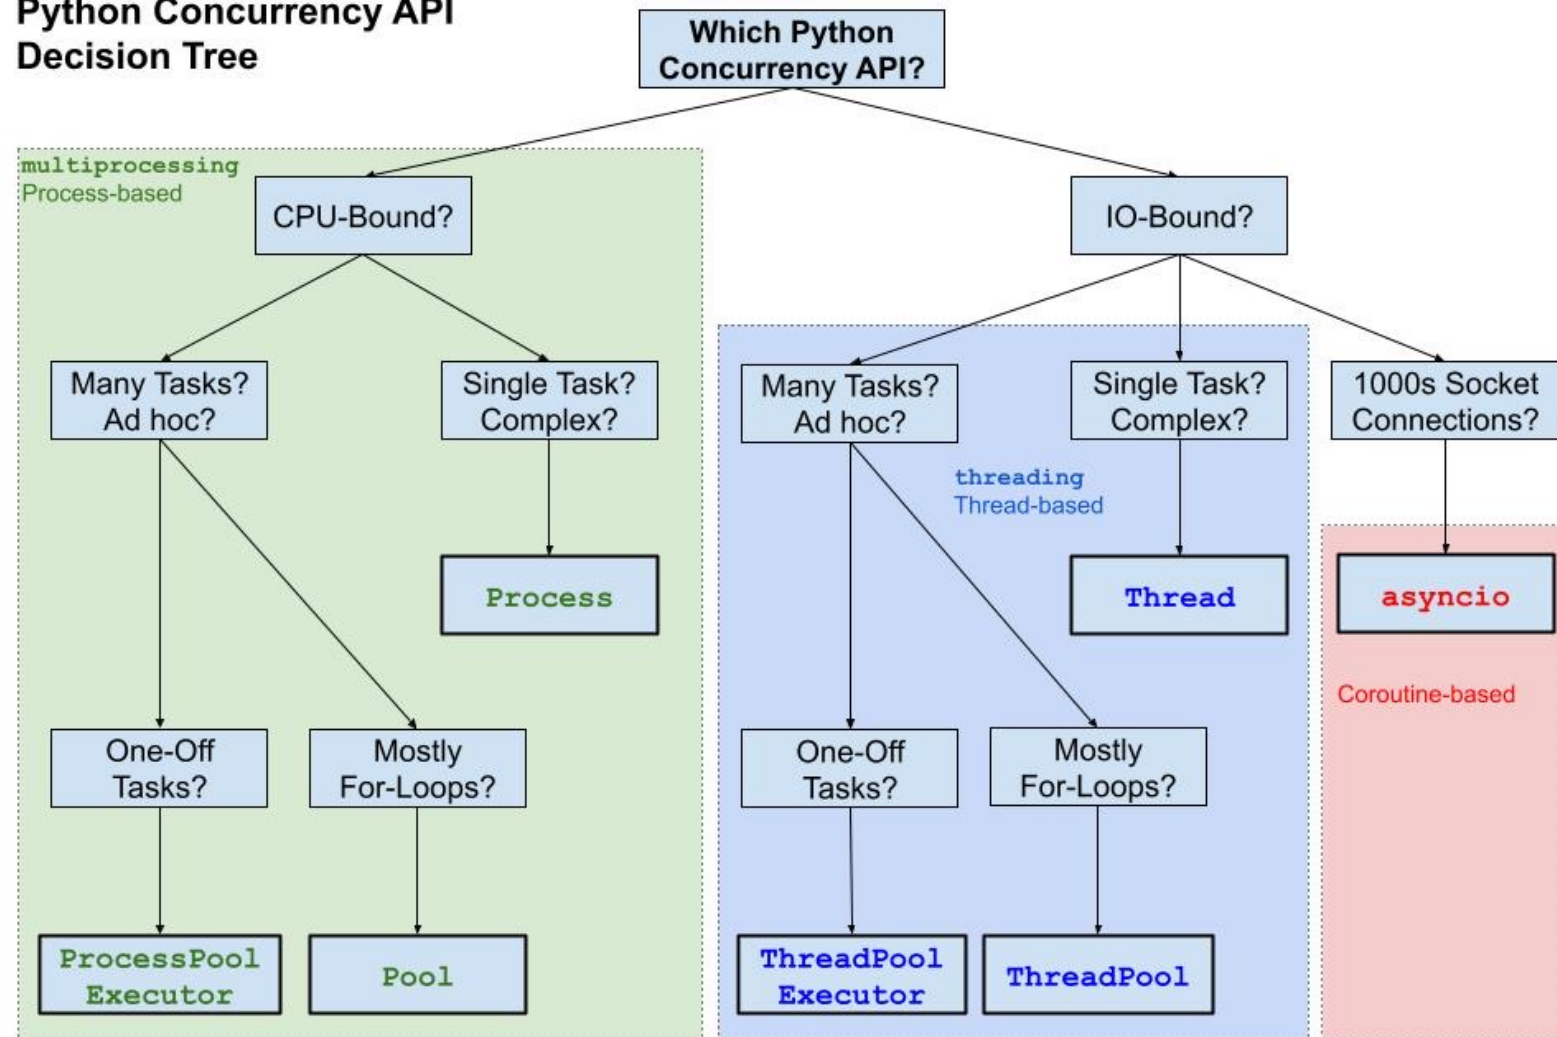 Python Concurrency API
Decision Tree
Which Python
Concurrency API?
multiprocessing
Process-based
CPU-Bound?
IO-Bound?
Many Tasks?
Ad hoc?
Single Task?
Complex?
Many Tasks?
Ad hoc?
Single Task?
Complex?
1000s Socket
Connections?
threading
Thread-based
Process
Thread
asyncio
Coroutine-based
One-Off
Tasks?
Mostly
For-Loops?
One-Off
Tasks?
Mostly
For-Loops?
ProcessPool
Executor
Pool
ThreadPool
Executor
ThreadPool